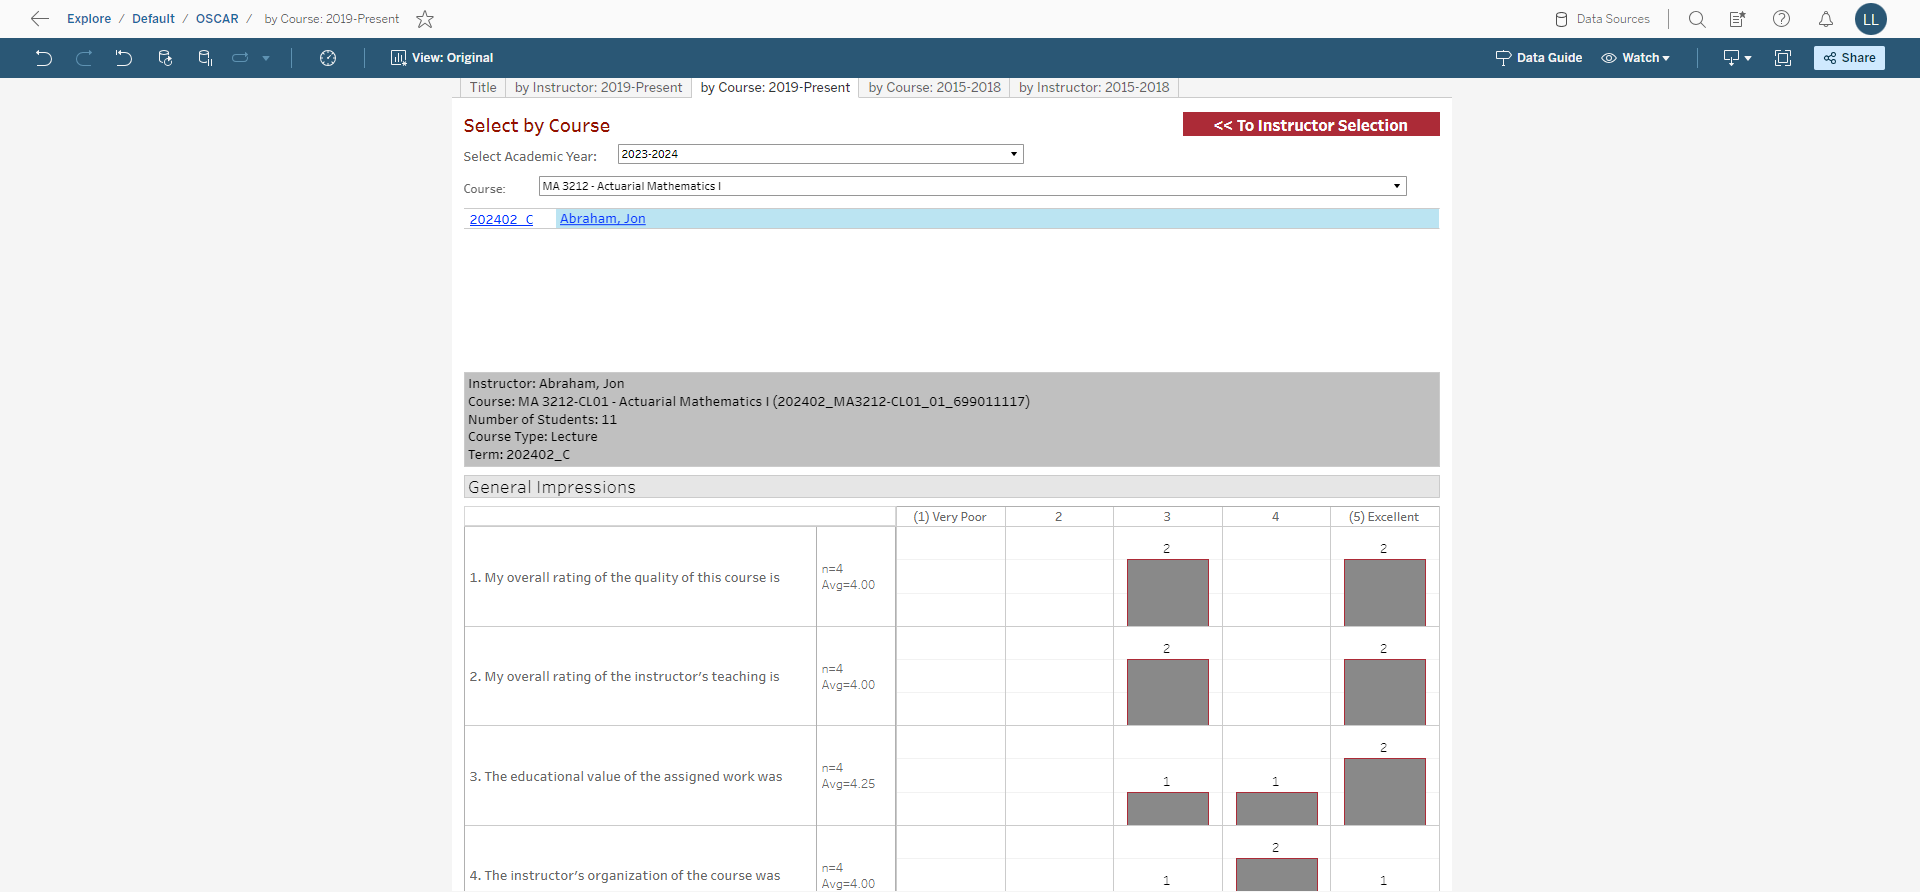 Explore / Default / OSCAR / by Course: 2019-Present
Data Sources
LL
View: Original
Data Guide
Watch
Share
Title
by Instructor: 2019-Present
by Course: 2019-Present
by Course: 2015-2018
by Instructor: 2015-2018
Select by Course
<< To Instructor Selection
Select Academic Year: 2023-2024
Course: MA 3212 - Actuarial Mathematics I
202402_C Abraham, Jon
Instructor: Abraham, Jon
Course: MA 3212-CL01 - Actuarial Mathematics I (202402_MA3212-CL01_01_699011117)
Number of Students: 11
Course Type: Lecture
Term: 202402_C
General Impressions
(1) Very Poor 2 3 4 (5) Excellent
2 2
1. My overall rating of the quality of this course is
n=4
Avg=4.00
2 2
2. My overall rating of the instructor's teaching is
n=4
Avg=4.00
2
1 1
3. The educational value of the assigned work was
n=4
Avg=4.25
2
1 1
4. The instructor's organization of the course was
n=4
Avg=4.00